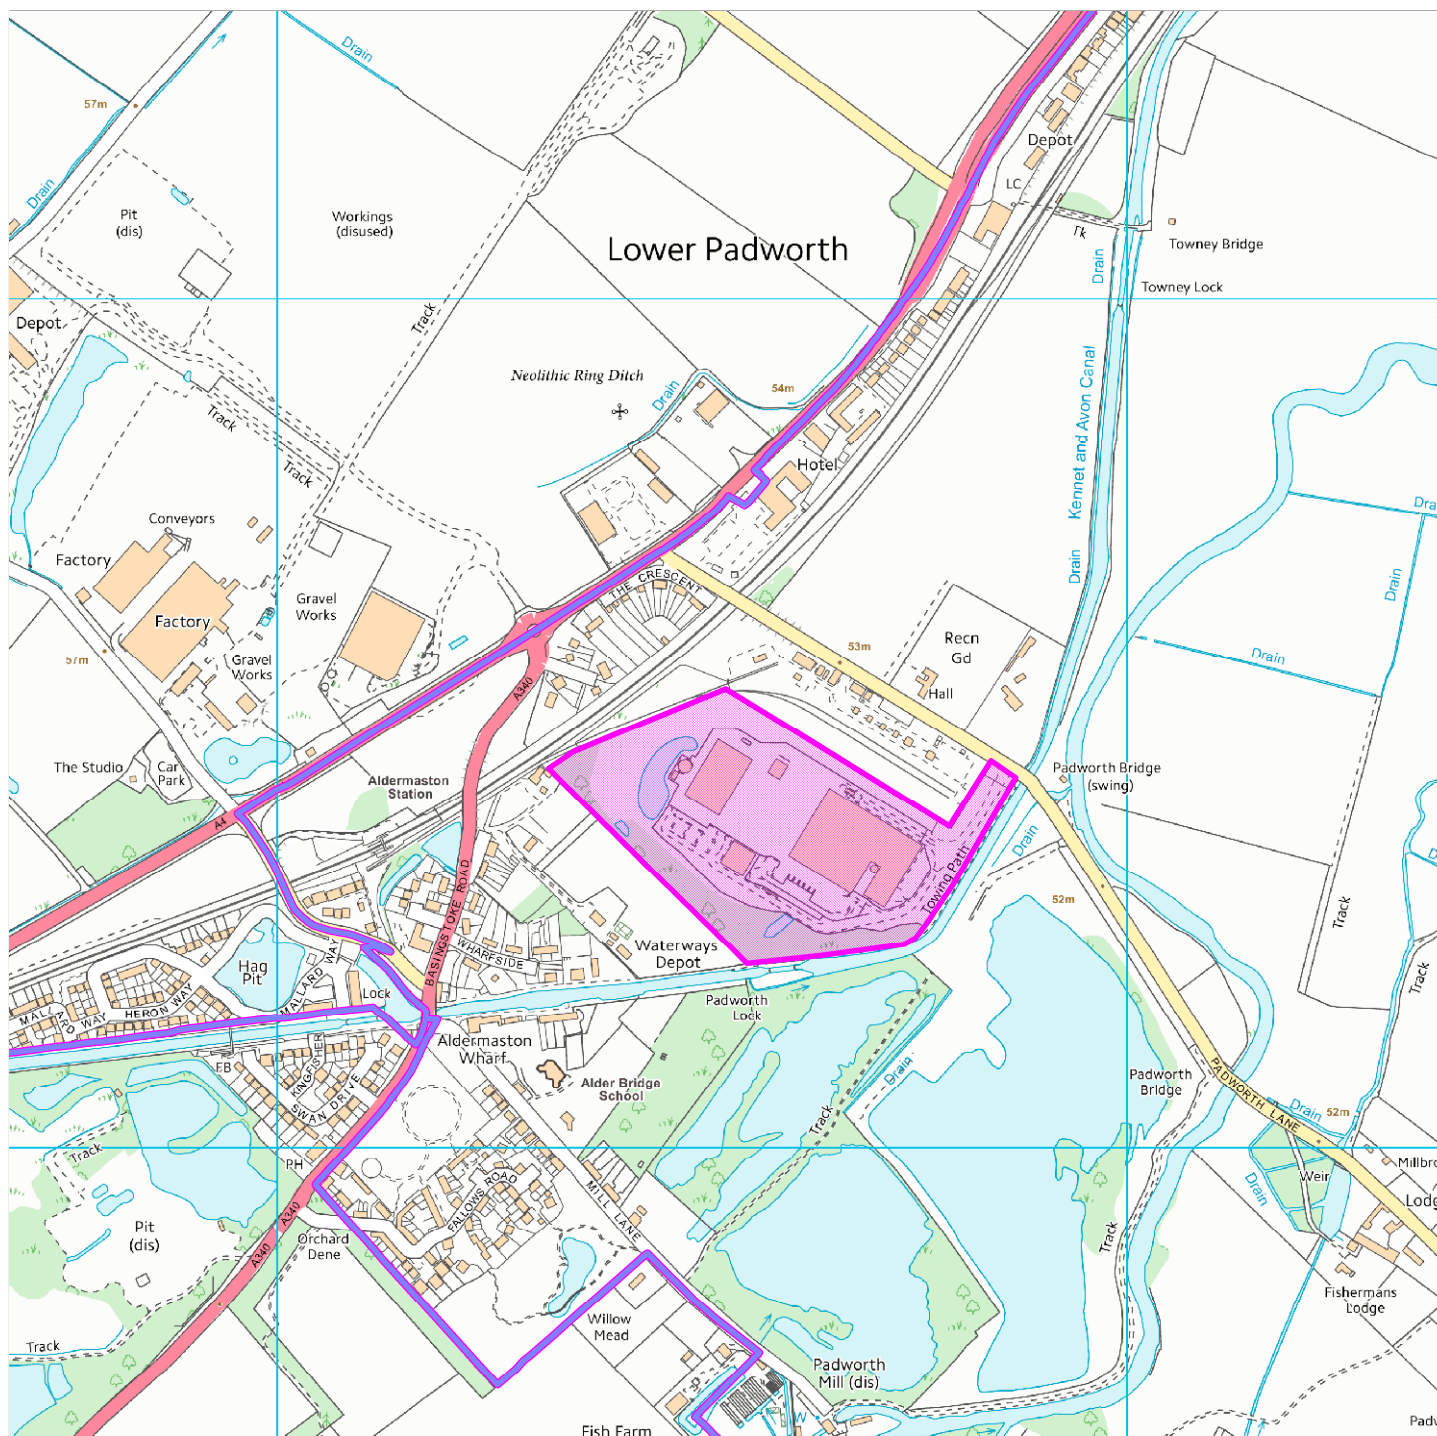 Drain
57m
Drain
Pit
(dis)
Workings
(disused)
Lower Padworth
Depot
LC
Tk
Towney Bridge
Drain
Towney Lock
Depot
Track
Neolithic Ring Ditch
Drain
54m
Kennet and Avon Canal
Track
Track
Hotel
Conveyors
Factory
Factory
Gravel
Works
THE CRESCENT
Drain
Drain
57m
Gravel
Works
A340
53m
Recn
Gd
Hall
Drain
The Studio
Car
Park
Aldermaston
Station
A4
Padworth Bridge
(swing)
Drain
Towing Path
BASINGSTOKE ROAD
52m
Track
Waterways
Depot
WHARFSIDE
Hag
Pit
MALLARD WAY
HERON WAY
MALLARD WAY
Lock
Padworth
Lock
Track
Aldermaston
Wharf
FB
KINGFISHER
SWAN DRIVE
Alder Bridge
School
Drain
Track
Padworth
Bridge
PADWORTH LANE
Drain
52m
Track
PH
Weir
Drain
Millbro
Lodg
FALLOWS ROAD
MILL LANE
Pit
(dis)
A340
A340
Orchard
Dene
Track
Track
Willow
Mead
Fishermans
Lodge
Padworth
Mill (dis)
W
Fish Farm
Padw